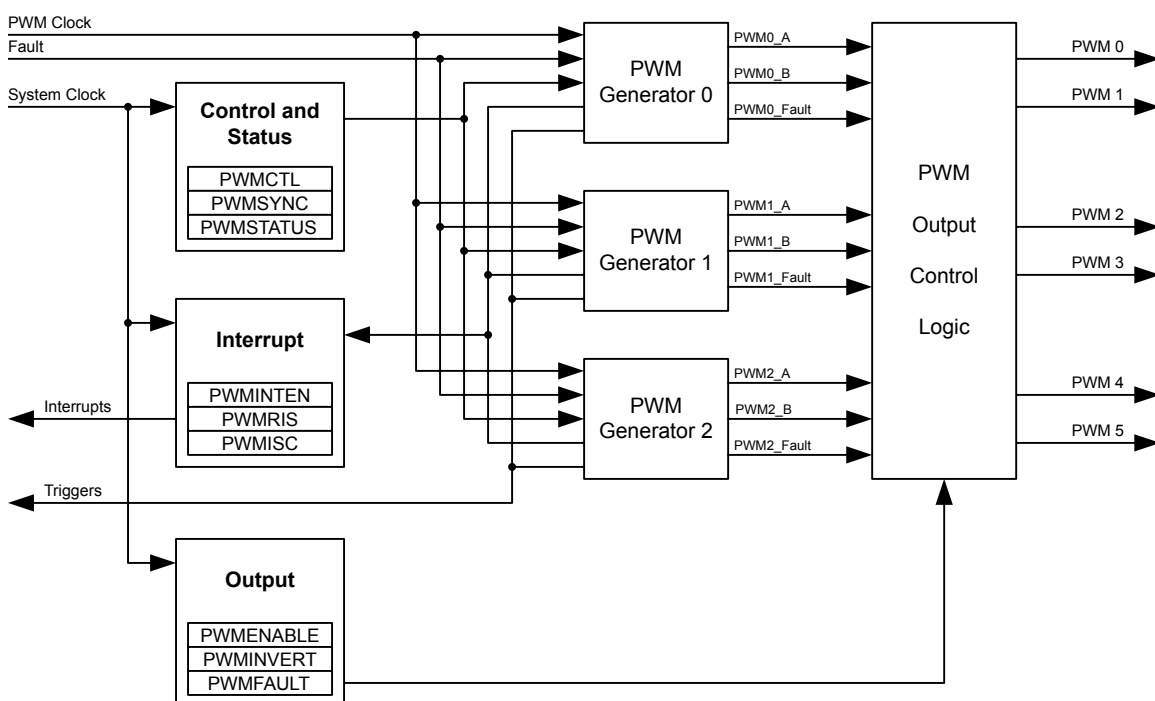 PWM Clock
Fault
System Clock
Control and
Status
PWMCTL
PWMSYNC
PWMSTATUS
Interrupt
PWMINTEN
PWMRIS
PWMISC
Interrupts
Triggers
Output
PWMENABLE
PWMINVERT
PWMFAULT
PWM
Generator 0
PWM0_A
PWM0_B
PWM0_Fault
PWM
Generator 1
PWM1_A
PWM1_B
PWM1_Fault
PWM
Generator 2
PWM2_A
PWM2_B
PWM2_Fault
PWM
Output
Control
Logic
PWM 0
PWM 1
PWM 2
PWM 3
PWM 4
PWM 5